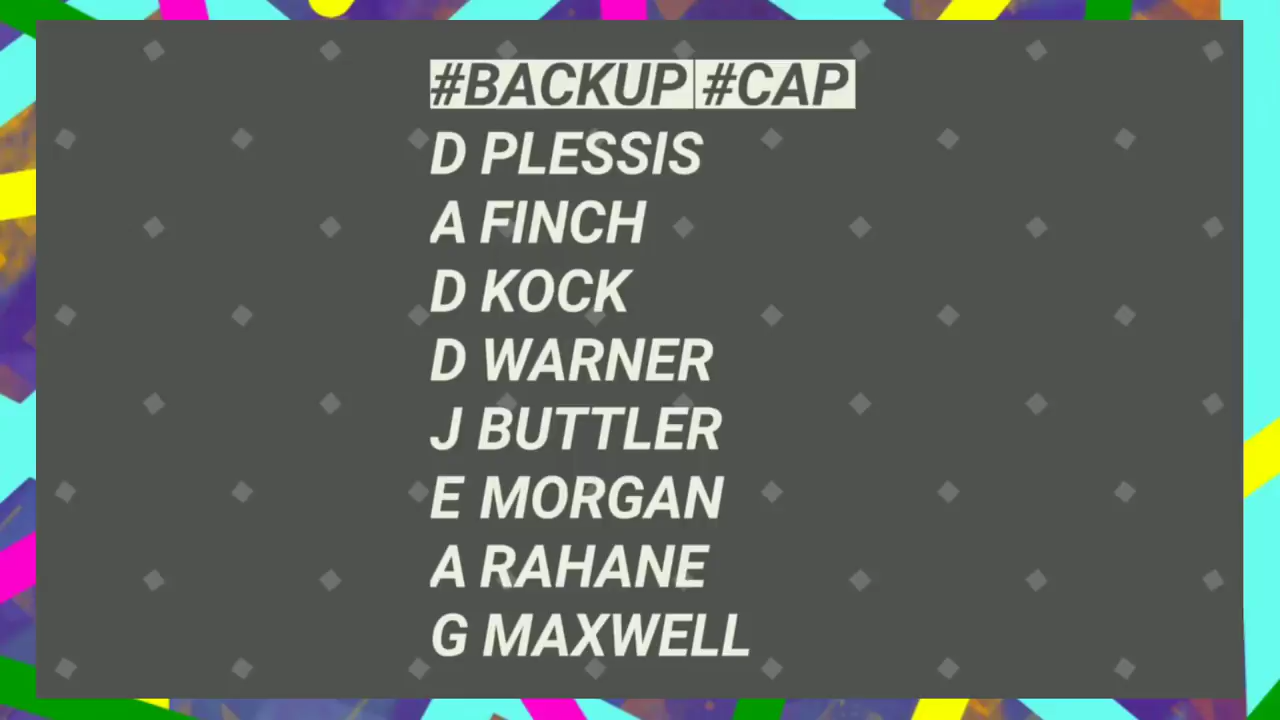 #BACKUP #CAP
D PLESSIS
A FINCH
D KOCK
D WARNER
J BUTTLER
E MORGAN
A RAHANE
G MAXWELL